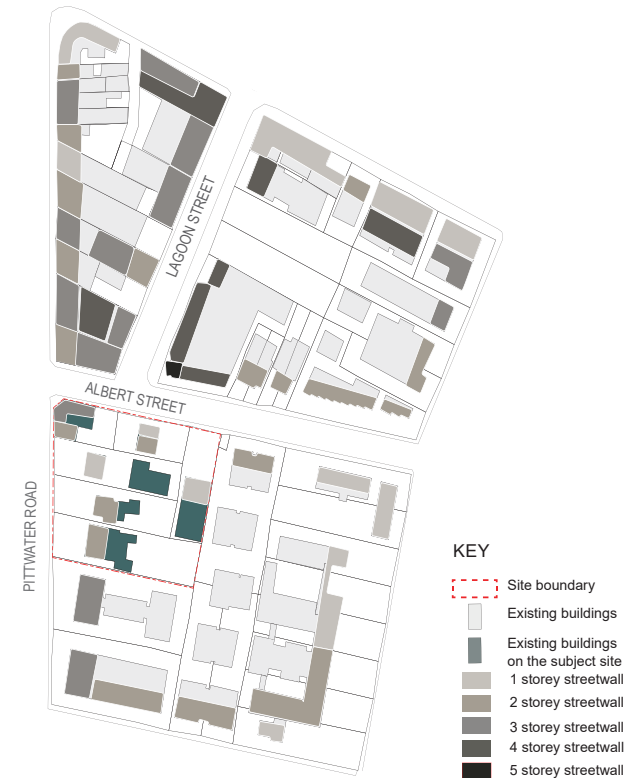 LAGOON STREET
ALBERT STREET
PITTWATER ROAD
KEY
Site boundary
Existing buildings
Existing buildings
on the subject site
1 storey streetwall
2 storey streetwall
3 storey streetwall
4 storey streetwall
5 storey streetwall